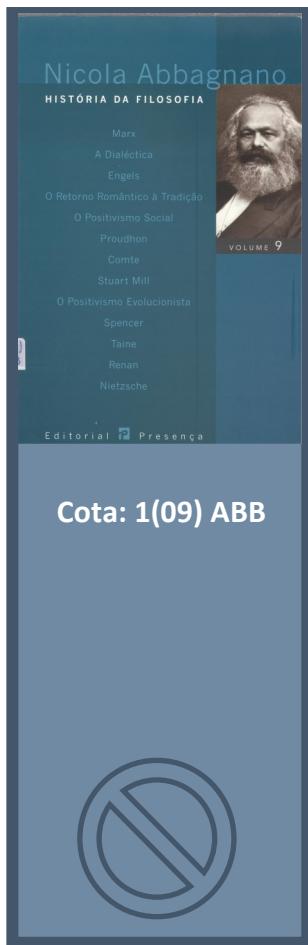 Nicola Abbagnano
HISTÓRIA DA FILOSOFIA
Marx
A Dialéctica
Engels
O Retorno Romântico à Tradição
O Positivismo Social
Proudhon
Comte
Stuart Mill
O Positivismo Evolucionista
Spencer
Taine
Renan
Nietzsche
VOLUME 9
Editorial Presença
Cota: 1(09) ABB